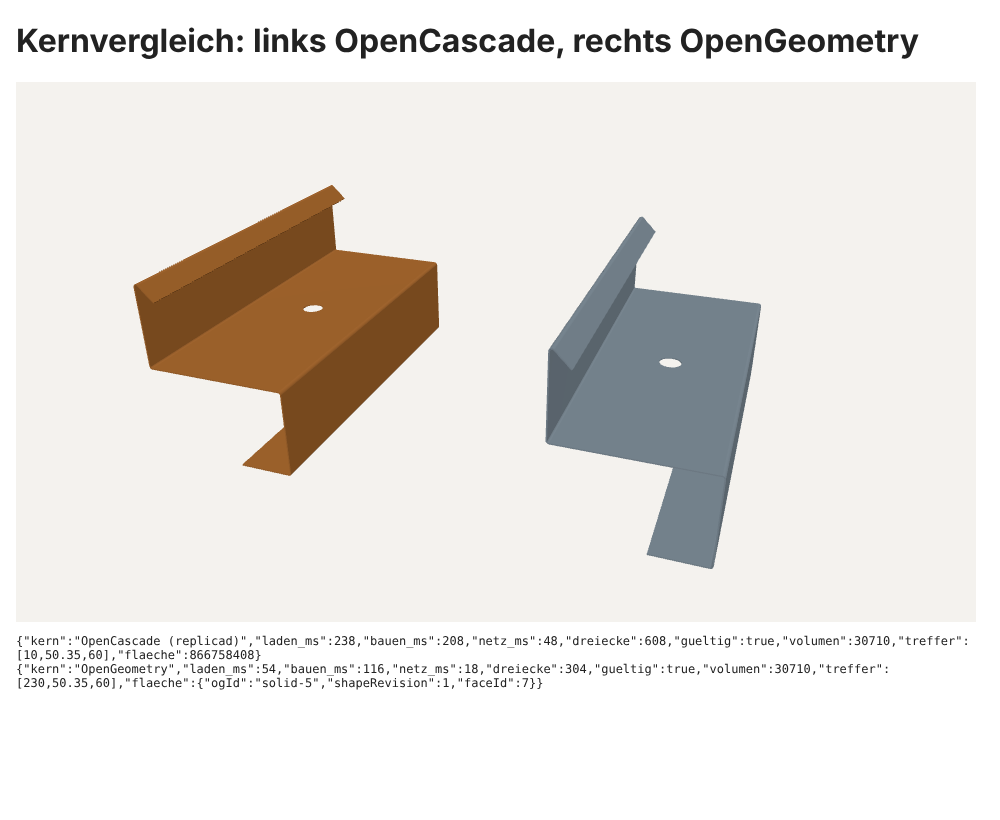 Kernvergleich: links OpenCascade, rechts OpenGeometry
{"kern":"OpenCascade (replicad)","laden_ms":238,"bauen_ms":208,"netz_ms":48,"dreiecke":608,"gueltig":true,"volumen":30710,"treffer":
[10,50.35,60],"flaeche":866758408}
{"kern":"OpenGeometry","laden_ms":54,"bauen_ms":116,"netz_ms":18,"dreiecke":304,"gueltig":true,"volumen":30710,"treffer":
[230,50.35,60],"flaeche":{"ogId":"solid-5","shapeRevision":1,"faceId":7}}